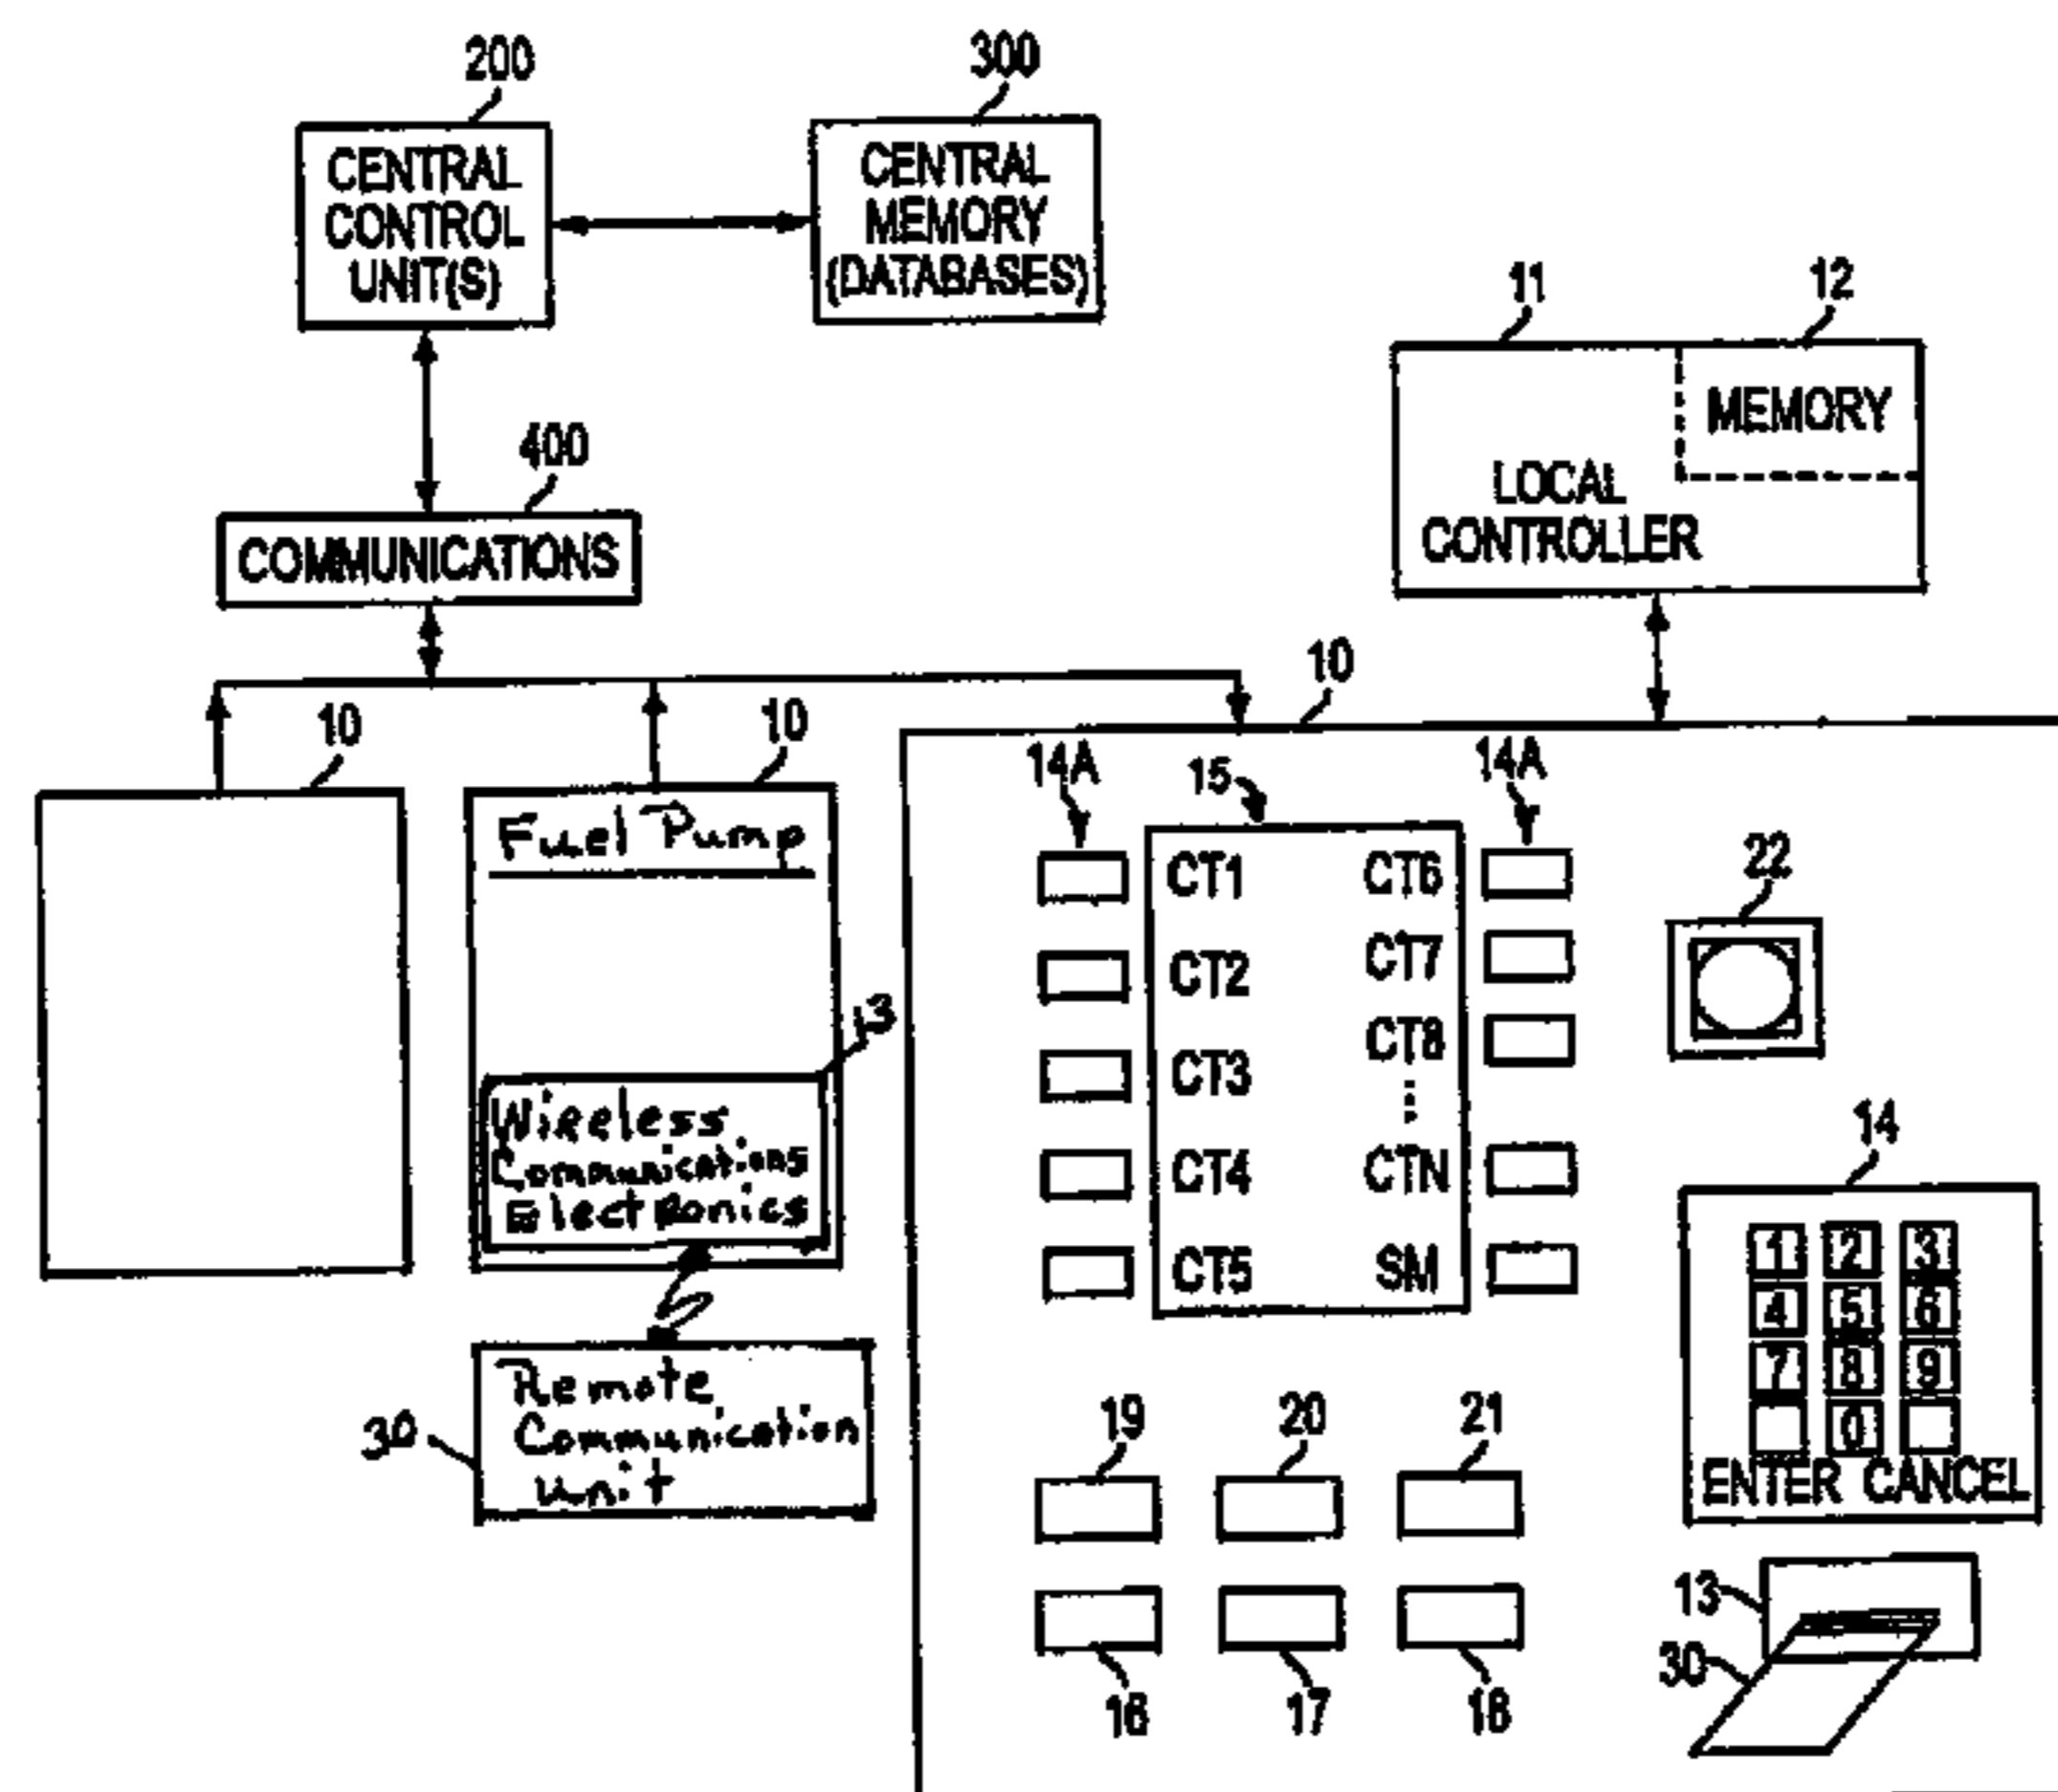 200
300
CENTRAL
CONTROL
UNIT(S)
CENTRAL
MEMORY
(DATABASES)
11
12
MEMORY
LOCAL
CONTROLLER
400
COMMUNICATIONS
10
10
10
Fuel Pump
13
Wireless
Communications
Electronics
30
Remote
Communication
unit
14A
15
14A
CT1
CT6
CT2
CT7
CT3
CT8
CT4
CTN
CT5
SM
22
14
1 2 3
4 5 6
7 8 9
0
ENTER CANCEL
19
20
21
16
17
18
13
30